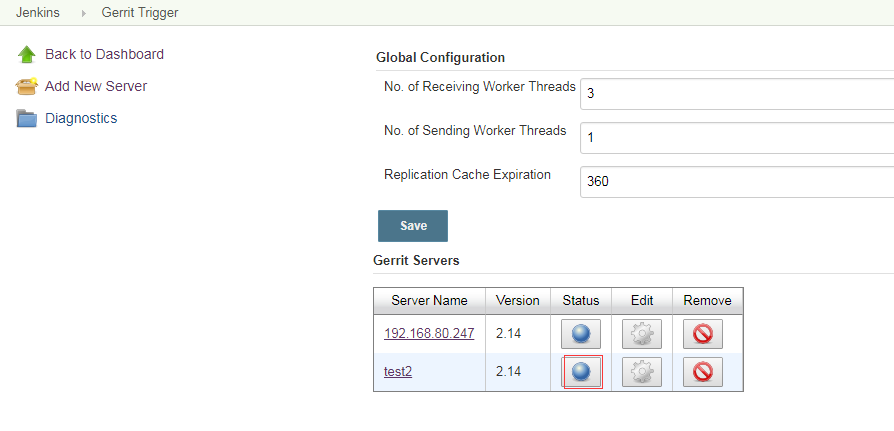 Jenkins Gerrit Trigger
Back to Dashboard
Add New Server
Diagnostics
Global Configuration
No. of Receiving Worker Threads 3
No. of Sending Worker Threads 1
Replication Cache Expiration 360
Save
Gerrit Servers
Server Name Version Status Edit Remove
192.168.80.247 2.14
test2 2.14